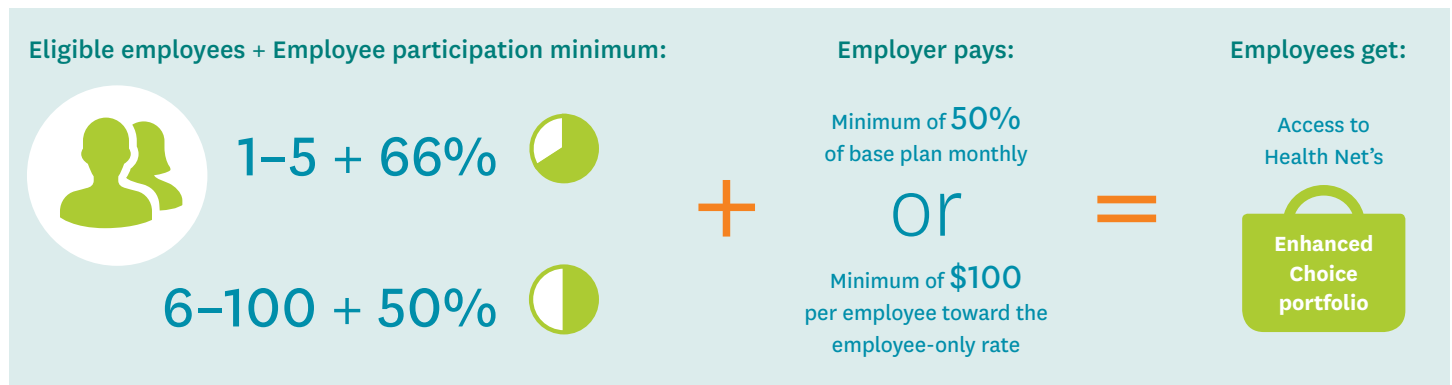 Eligible employees + Employee participation minimum:
1–5 + 66%
6–100 + 50%
+
Employer pays:
Minimum of 50%
of base plan monthly
or
Minimum of $100
per employee toward the
employee-only rate
=
Employees get:
Access to
Health Net’s
Enhanced
Choice
portfolio